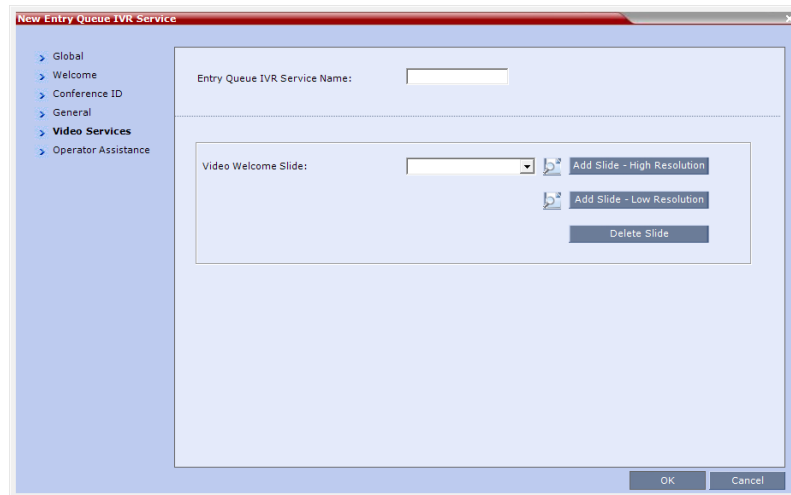 New Entry Queue IVR Service
Global
Welcome
Conference ID
General
Video Services
Operator Assistance
Entry Queue IVR Service Name:
Video Welcome Slide:
Add Slide - High Resolution
Add Slide - Low Resolution
Delete Slide
OK
Cancel